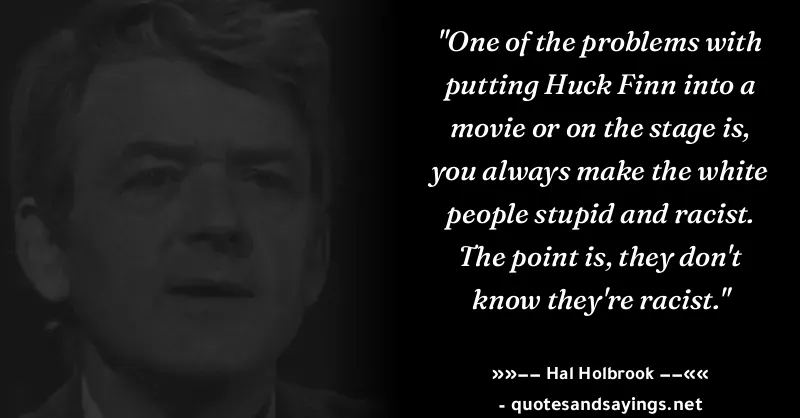 "One of the problems with
putting Huck Finn into a
movie or on the stage is,
you always make the white
people stupid and racist.
The point is, they don't
know they're racist."
»»–– Hal Holbrook ––««
- quotesandsayings.net